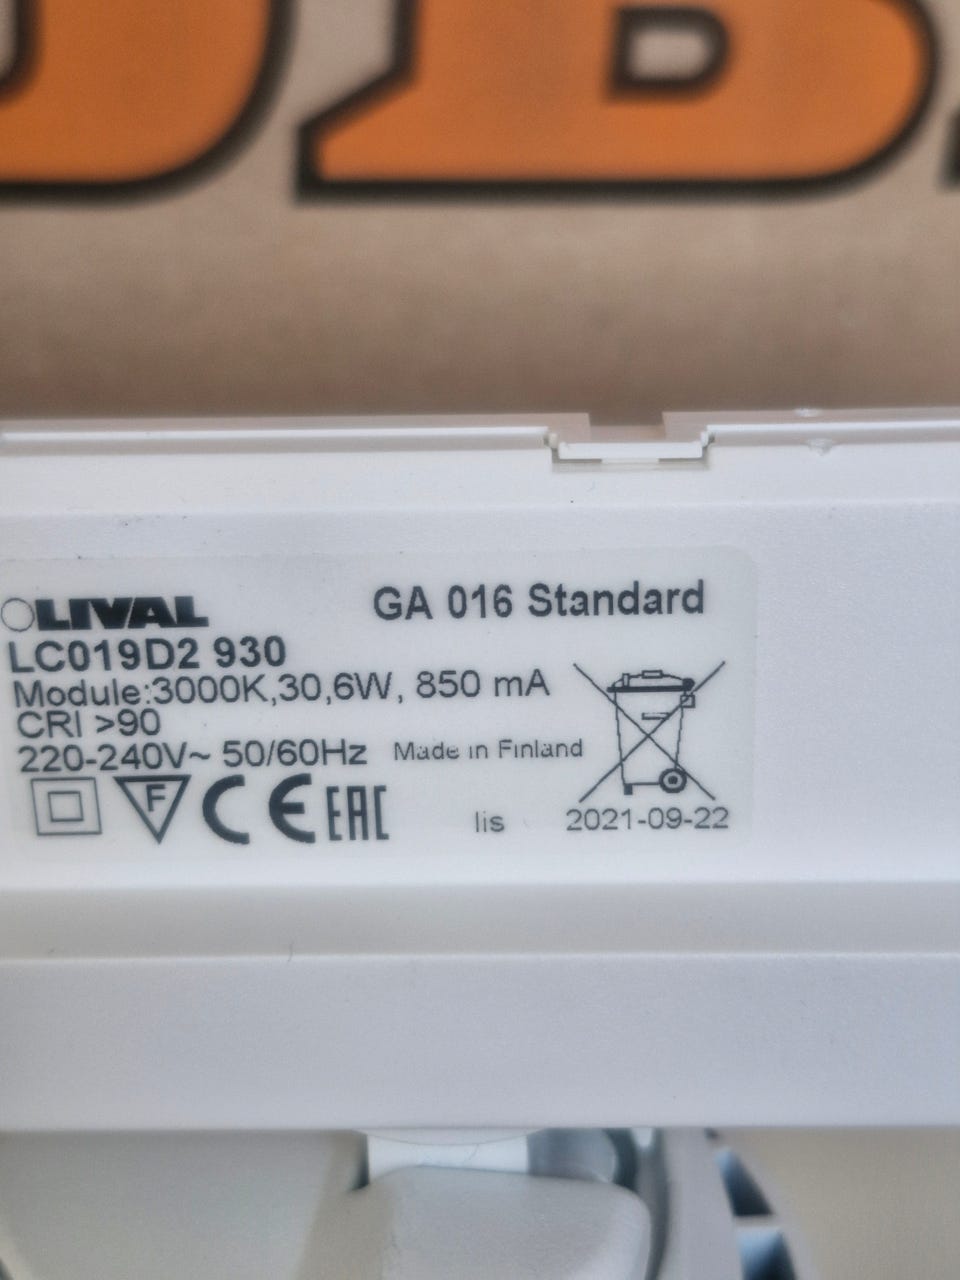 LIVAL
GA 016 Standard
LC019D2 930
Module:3000K,30,6W, 850 mA
CRI >90
220-240V~ 50/60Hz
Made in Finland
F
CE
EAC
lis
2021-09-22